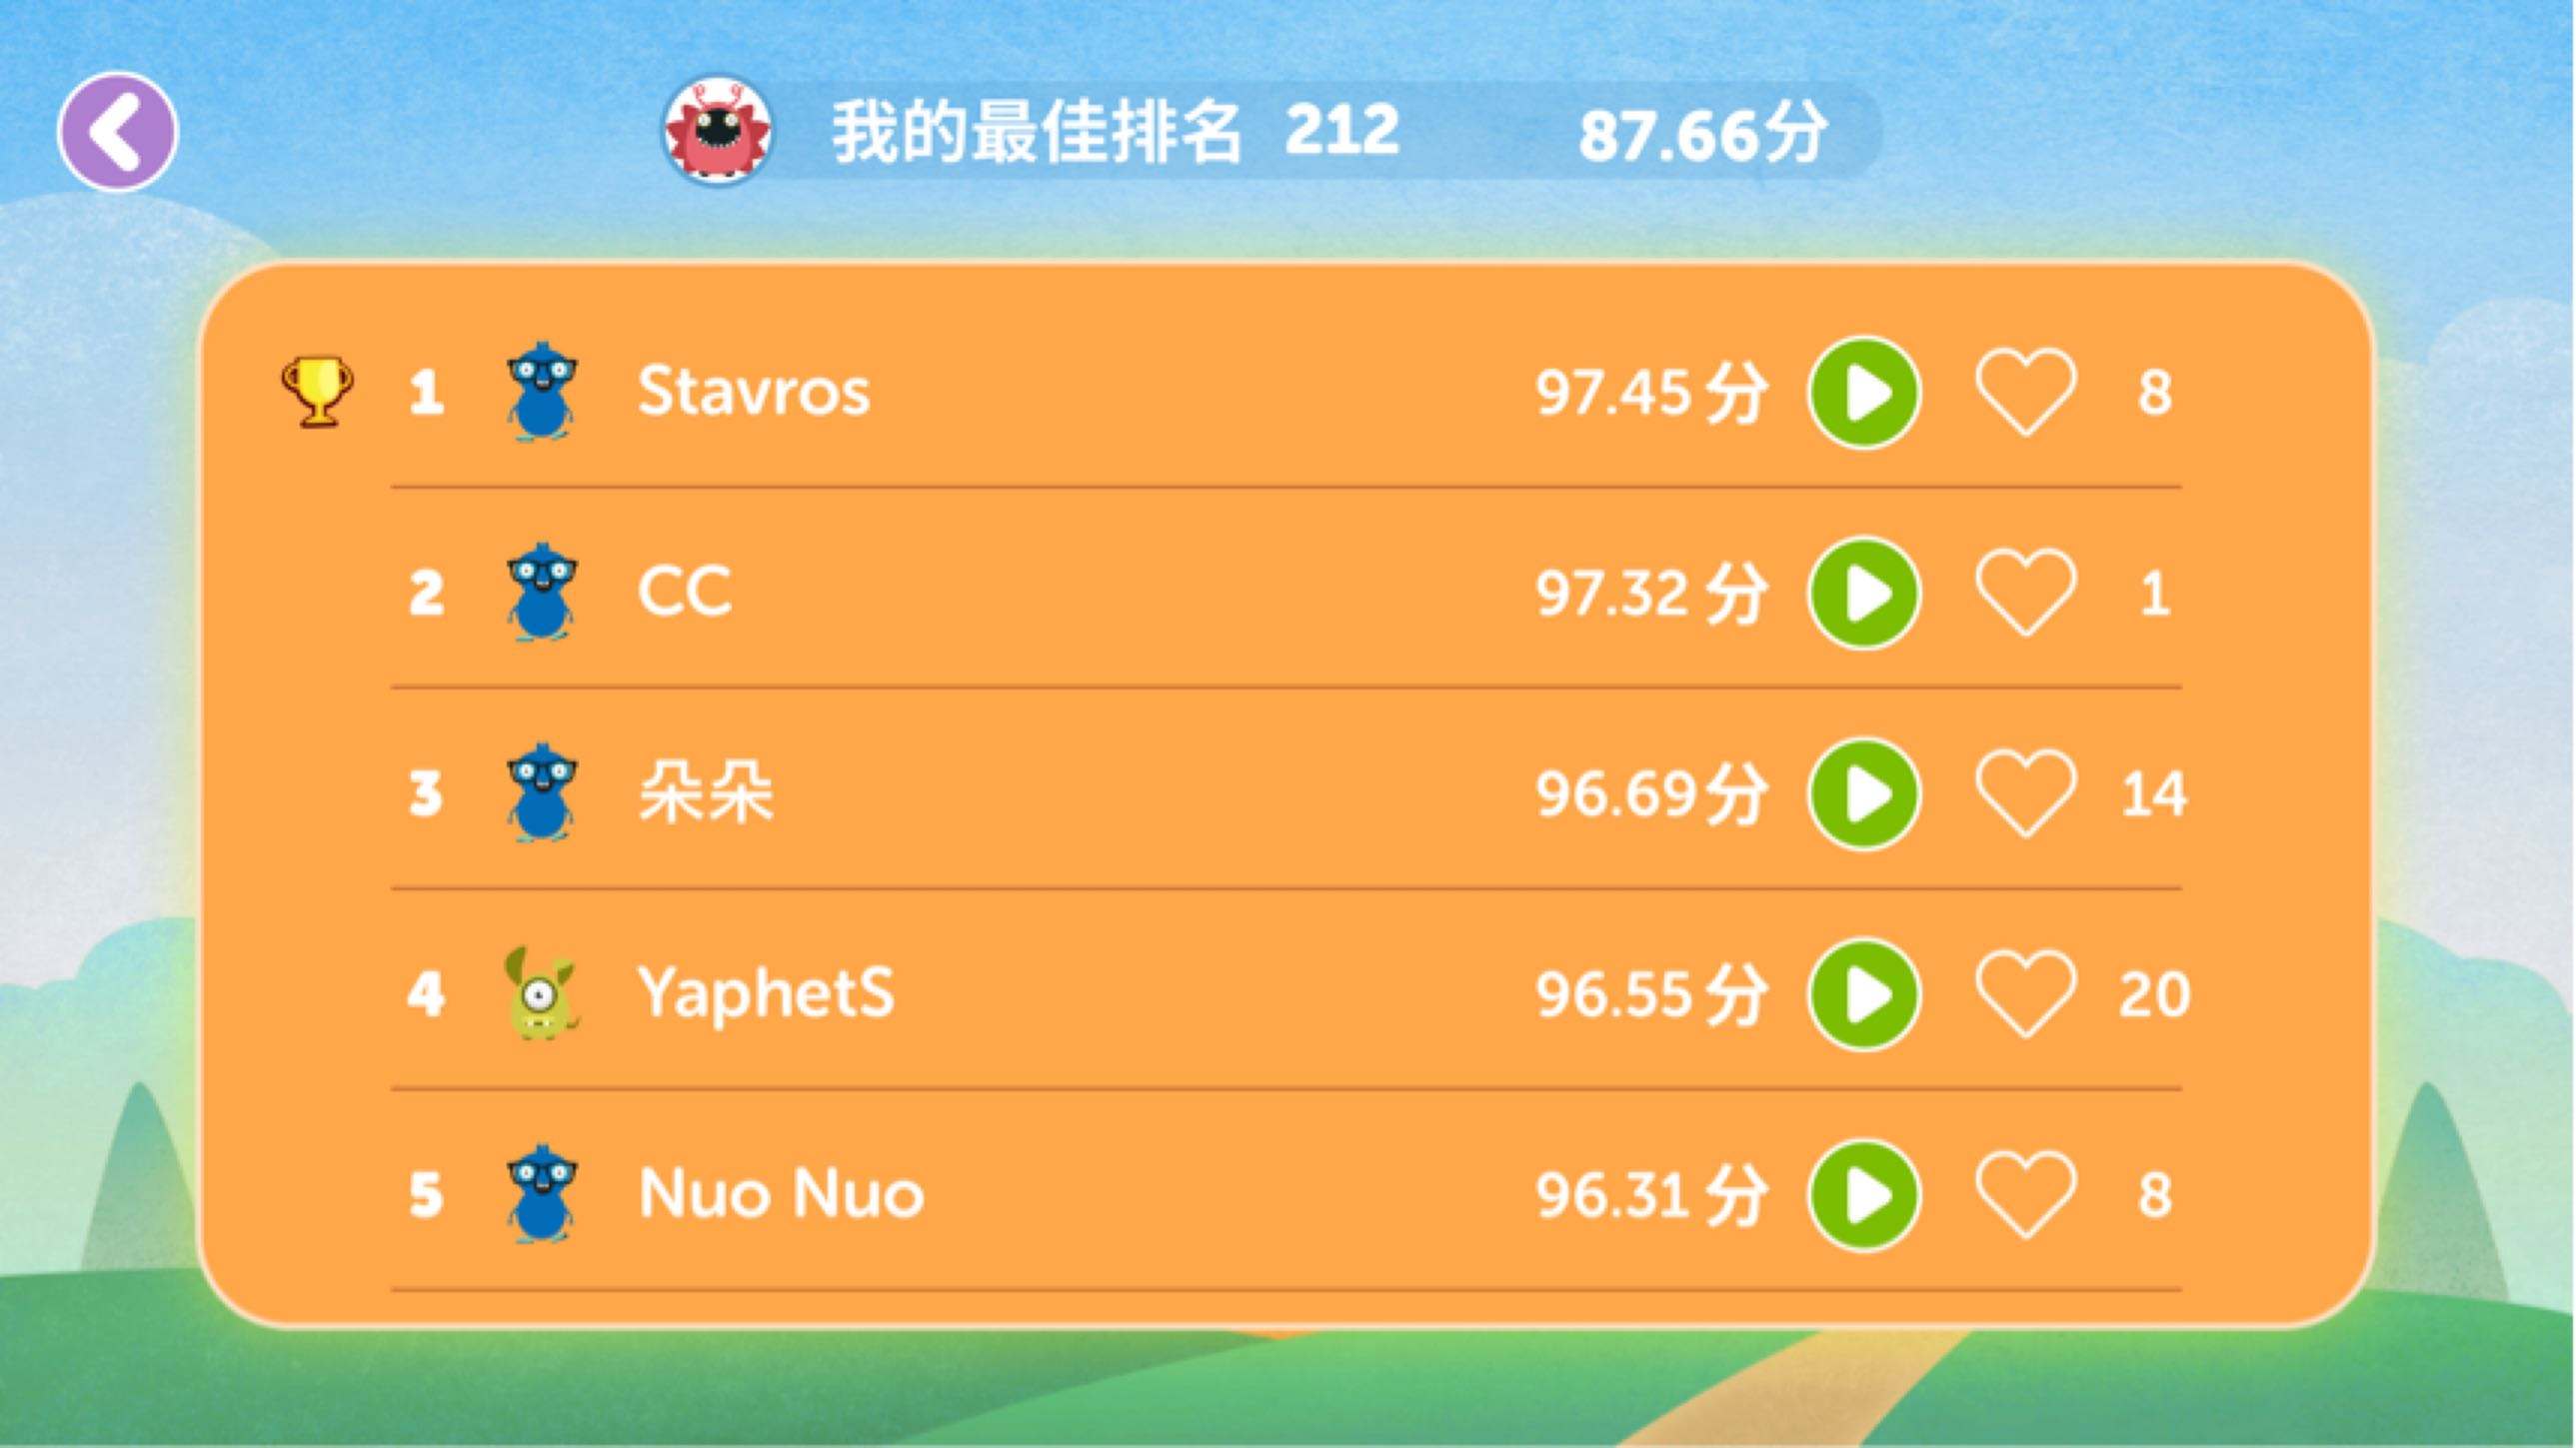 我的最佳排名 212 87.66分
1 Stavros 97.45分 8
2 CC 97.32分 1
3 朵朵 96.69分 14
4 YaphetS 96.55分 20
5 Nuo Nuo 96.31分 8